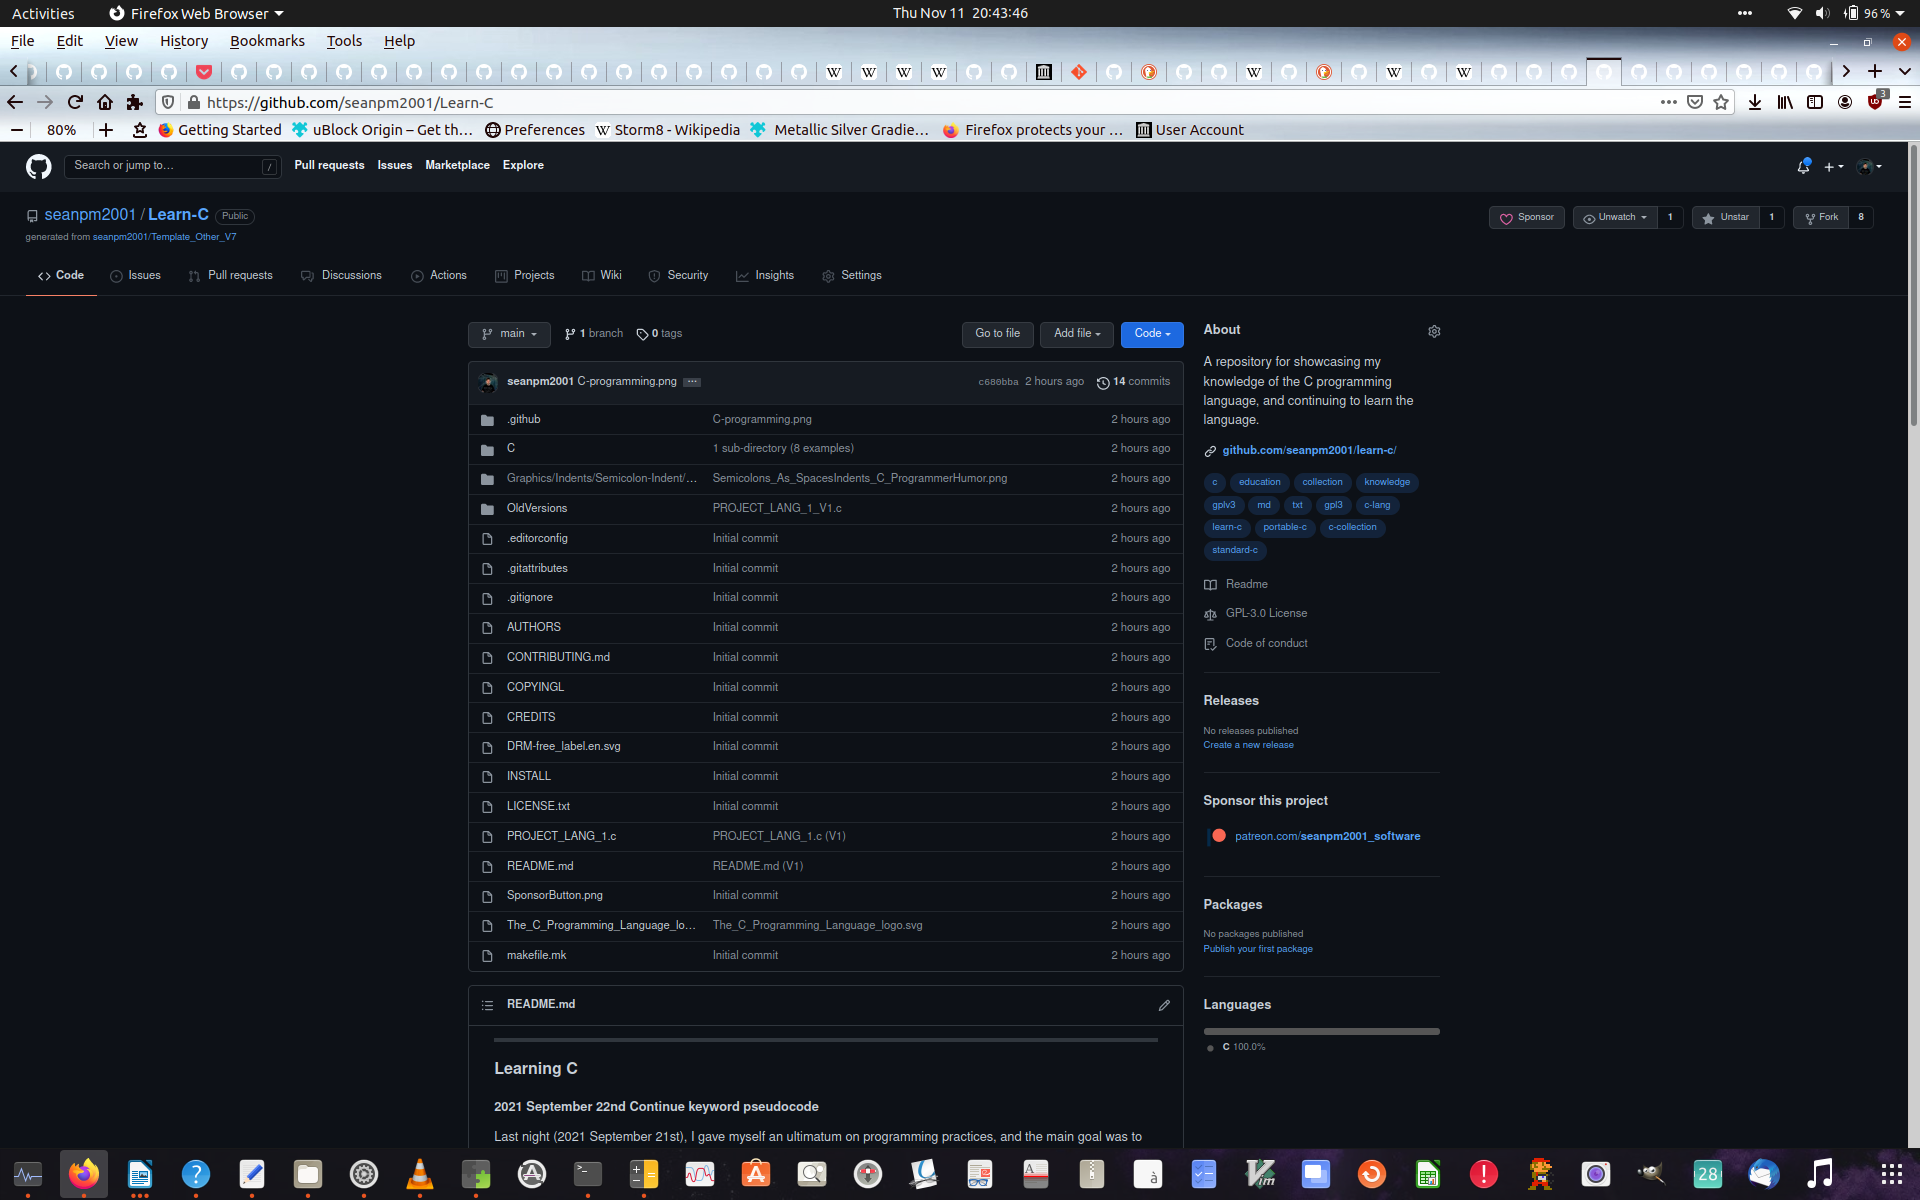 Activities Firefox Web Browser Thu Nov 11 20:43:46 96 %
File Edit View History Bookmarks Tools Help
https://github.com/seanpm2001/Learn-C 3
80% Getting Started uBlock Origin – Get th… Preferences Storm8 - Wikipedia Metallic Silver Gradie… Firefox protects your … User Account
Search or jump to… / Pull requests Issues Marketplace Explore
seanpm2001 / Learn-C Public Sponsor Unwatch 1 Unstar 1 Fork 8
generated from seanpm2001/Template_Other_V7
Code Issues Pull requests Discussions Actions Projects Wiki Security Insights Settings
main 1 branch 0 tags Go to file Add file Code
seanpm2001 C-programming.png c680bba 2 hours ago 14 commits
.github C-programming.png 2 hours ago
C 1 sub-directory (8 examples) 2 hours ago
Graphics/Indents/Semicolon-Indent/… Semicolons_As_SpacesIndents_C_ProgrammerHumor.png 2 hours ago
OldVersions PROJECT_LANG_1_V1.c 2 hours ago
.editorconfig Initial commit 2 hours ago
.gitattributes Initial commit 2 hours ago
.gitignore Initial commit 2 hours ago
AUTHORS Initial commit 2 hours ago
CONTRIBUTING.md Initial commit 2 hours ago
COPYINGL Initial commit 2 hours ago
CREDITS Initial commit 2 hours ago
DRM-free_label.en.svg Initial commit 2 hours ago
INSTALL Initial commit 2 hours ago
LICENSE.txt Initial commit 2 hours ago
PROJECT_LANG_1.c PROJECT_LANG_1.c (V1) 2 hours ago
README.md README.md (V1) 2 hours ago
SponsorButton.png Initial commit 2 hours ago
The_C_Programming_Language_lo… The_C_Programming_Language_logo.svg 2 hours ago
makefile.mk Initial commit 2 hours ago
README.md
Learning C
2021 September 22nd Continue keyword pseudocode
Last night (2021 September 21st), I gave myself an ultimatum on programming practices, and the main goal was to
About
A repository for showcasing my
knowledge of the C programming
language, and continuing to learn the
language.
github.com/seanpm2001/learn-c/
c education collection knowledge
gplv3 md txt gpl3 c-lang
learn-c portable-c c-collection
standard-c
Readme
GPL-3.0 License
Code of conduct
Releases
No releases published
Create a new release
Sponsor this project
patreon.com/seanpm2001_software
Packages
No packages published
Publish your first package
Languages
C 100.0%
28